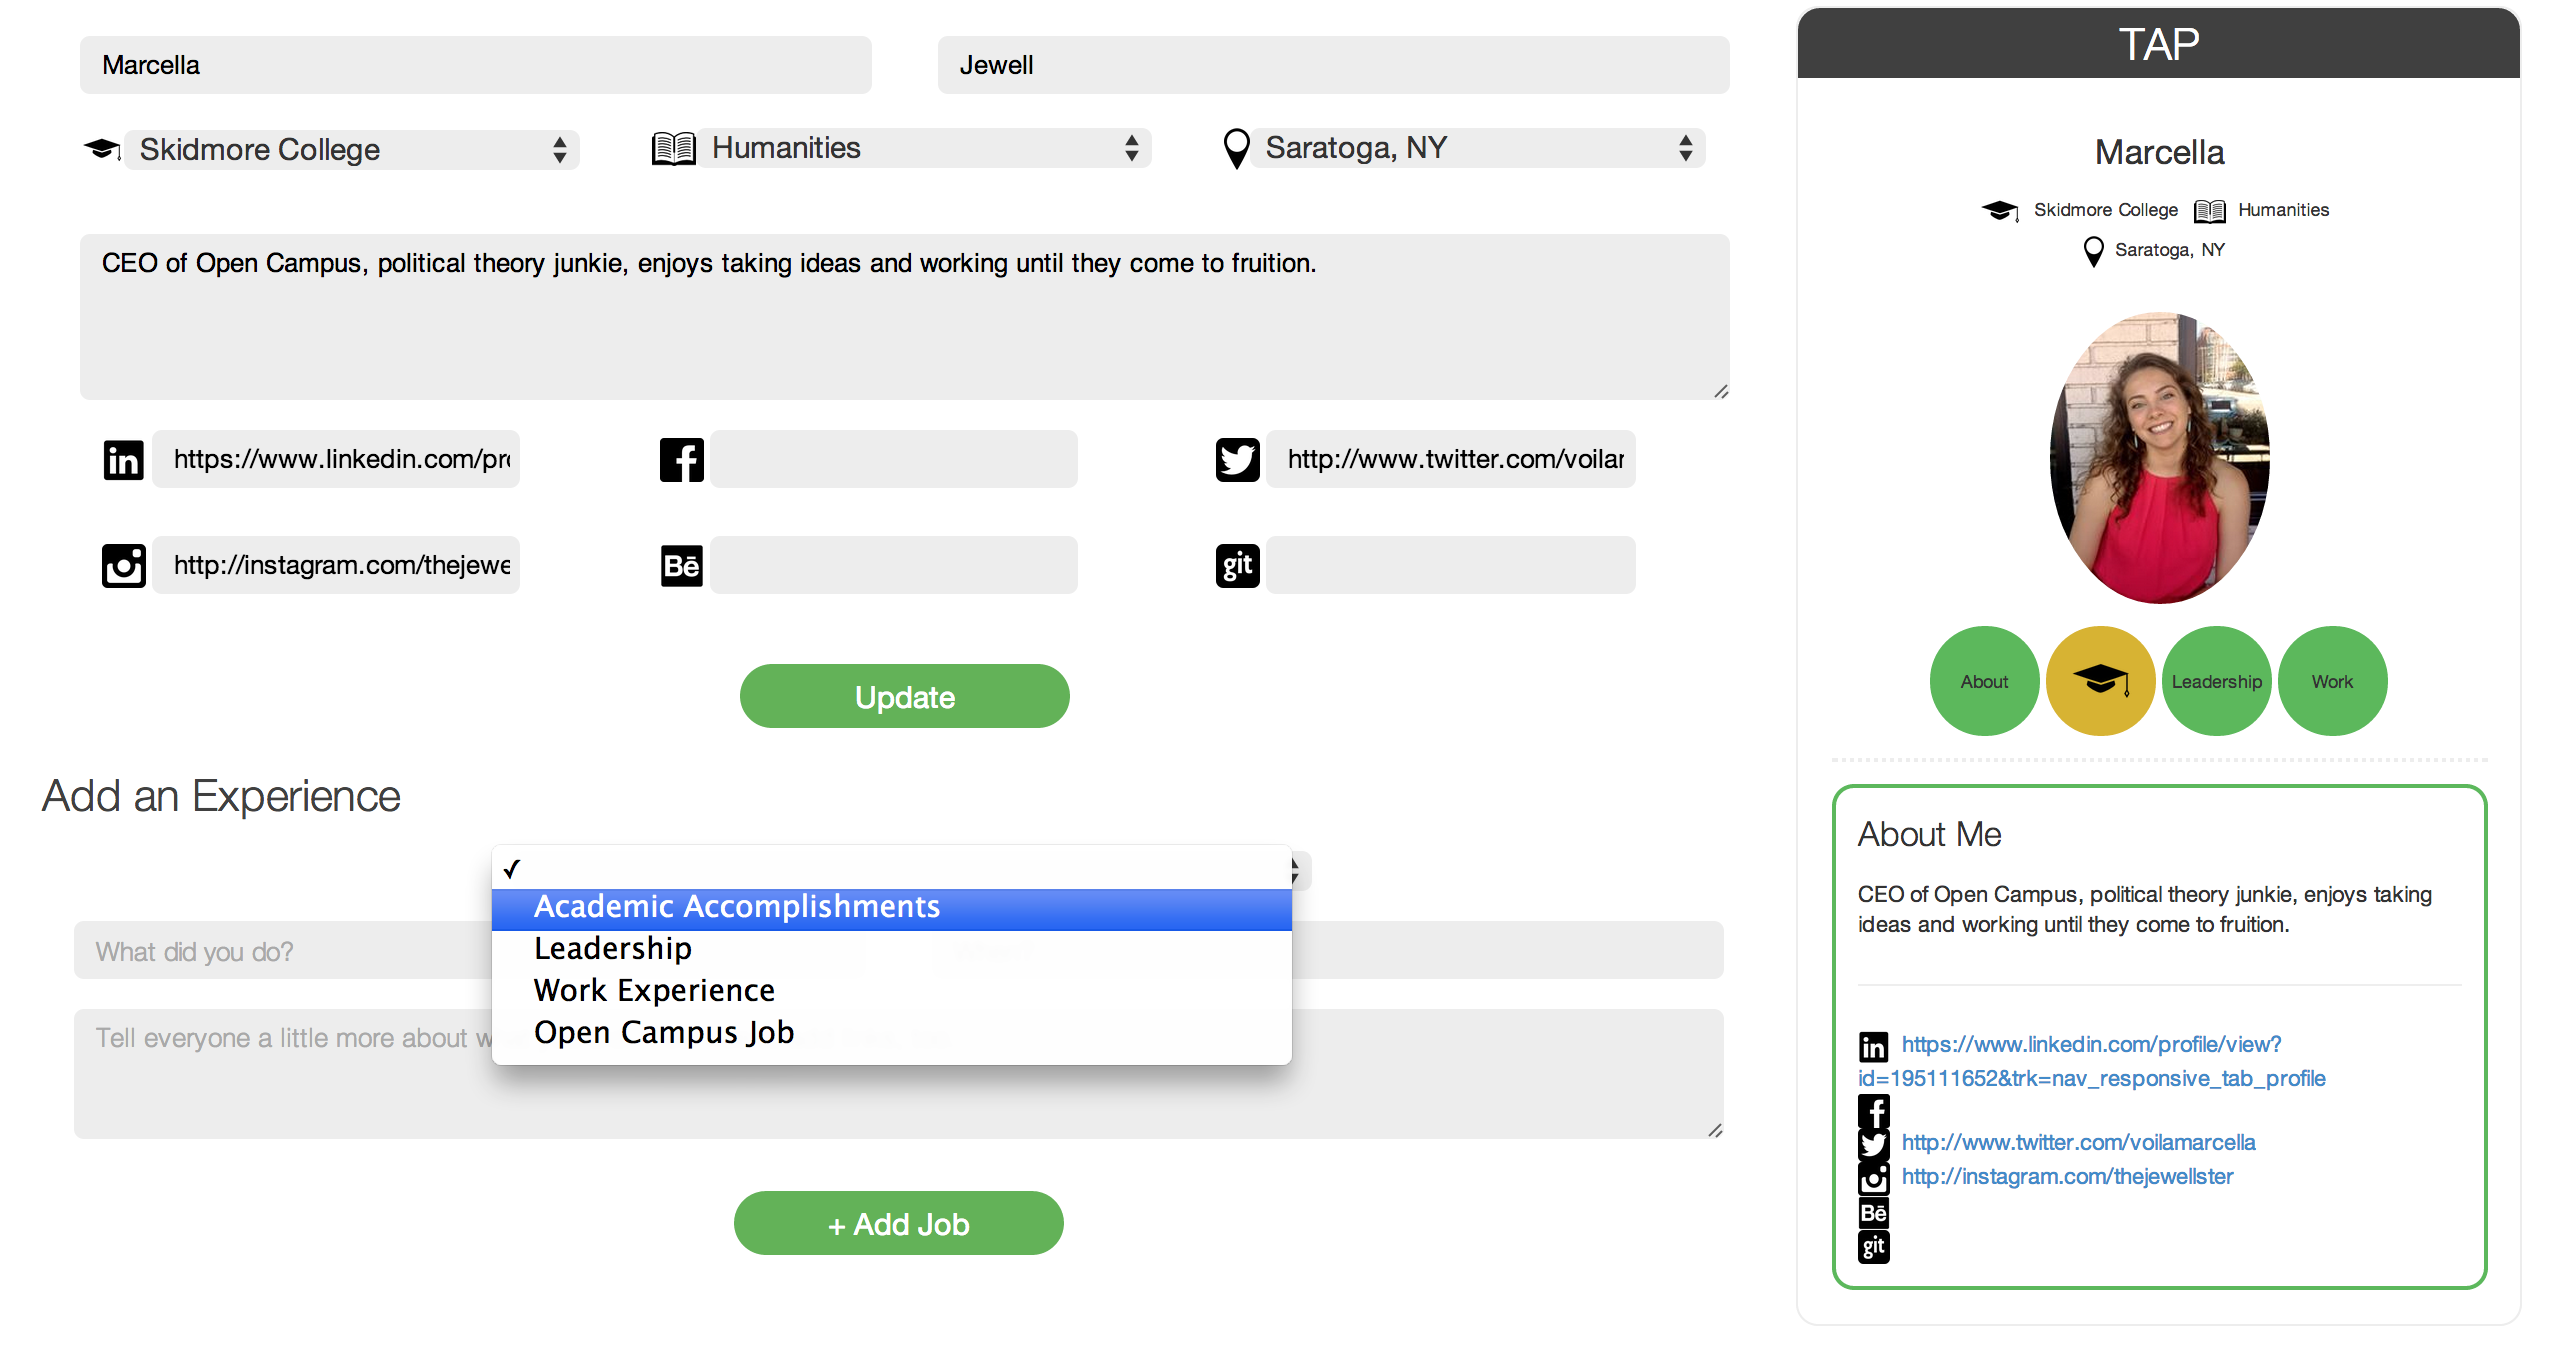 Marcella
Jewell
Skidmore College
Humanities
Saratoga, NY
CEO of Open Campus, political theory junkie, enjoys taking ideas and working until they come to fruition.
in
https://www.linkedin.com/pr
f
http://www.twitter.com/voilar
http://instagram.com/thejewe
Bē
git
Update
Add an Experience
✓
Academic Accomplishments
Leadership
Work Experience
Open Campus Job
What did you do?
Tell everyone a little more about w
+ Add Job
TAP
Marcella
Skidmore College
Humanities
Saratoga, NY
About
Leadership
Work
About Me
CEO of Open Campus, political theory junkie, enjoys taking
ideas and working until they come to fruition.
in https://www.linkedin.com/profile/view?
id=195111652&trk=nav_responsive_tab_profile
f
http://www.twitter.com/voilamarcella
http://instagram.com/thejewellster
Bē
git